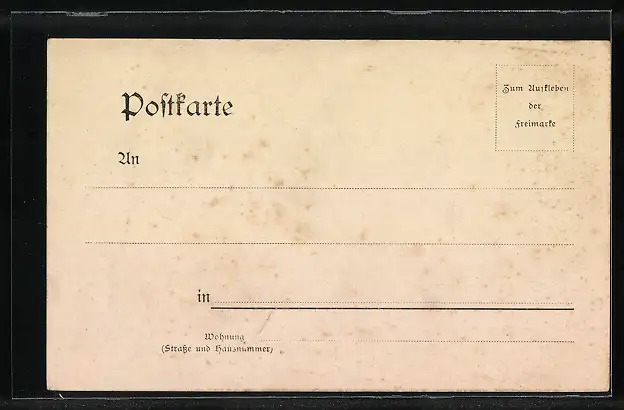 Postkarte
Zum Aufkleben
der
Freimarke
An
in
Wohnung
(Straße und Hausnummer)